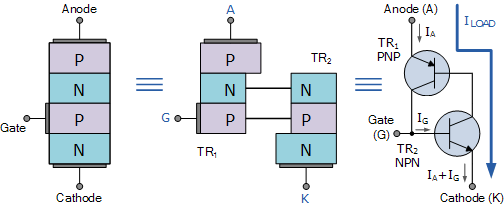 Anode
P
N
P
N
Gate
Cathode
A
P
N
P
G
TR1
TR2
N
P
N
K
Anode (A)
IA
ILOAD
TR1
PNP
Gate
(G)
IG
TR2
NPN
IA+IG
Cathode (K)